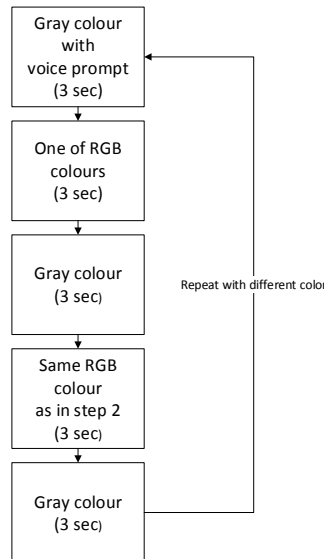 Gray colour
with
voice prompt
(3 sec)
One of RGB
colours
(3 sec)
Gray colour
(3 sec)
Repeat with different color
Same RGB
colour
as in step 2
(3 sec)
Gray colour
(3 sec)